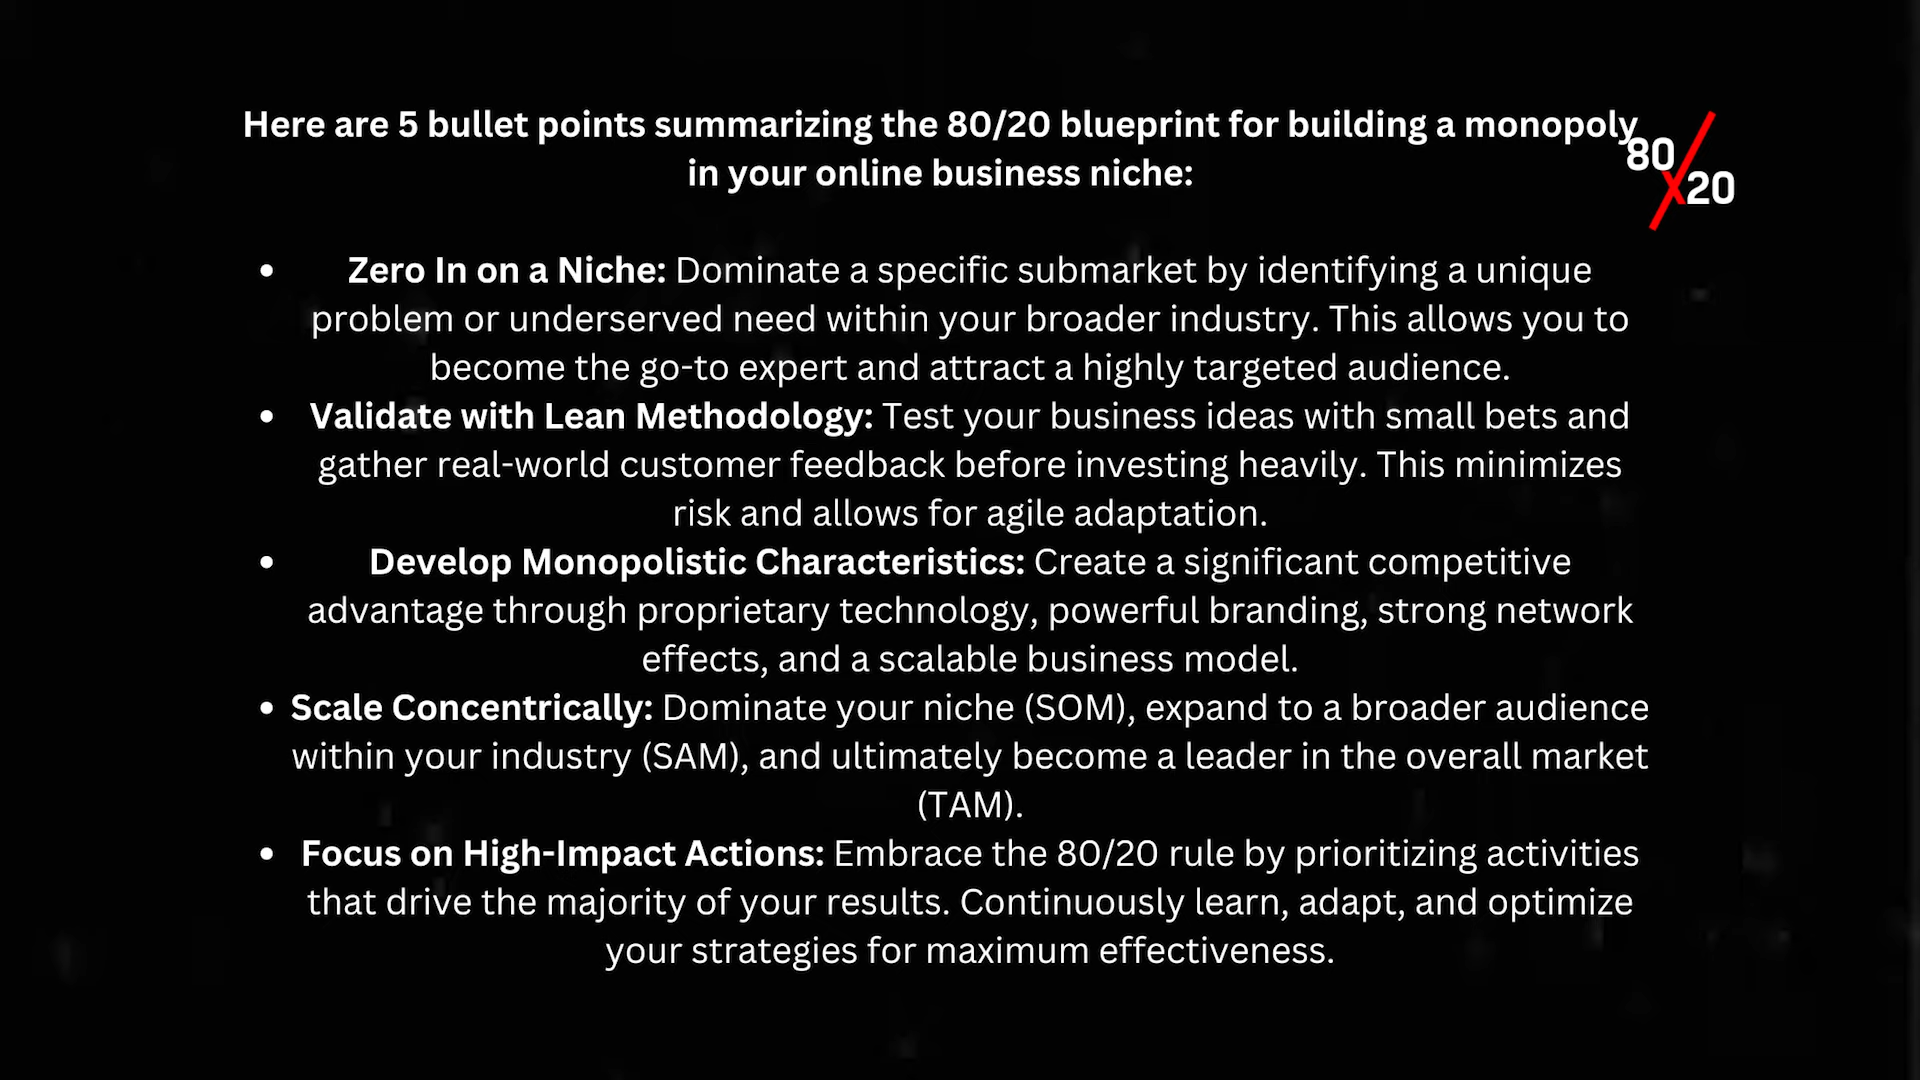 Here are 5 bullet points summarizing the 80/20 blueprint for building a monopoly
in your online business niche:
80
20
• Zero In on a Niche: Dominate a specific submarket by identifying a unique
problem or underserved need within your broader industry. This allows you to
become the go-to expert and attract a highly targeted audience.
• Validate with Lean Methodology: Test your business ideas with small bets and
gather real-world customer feedback before investing heavily. This minimizes
risk and allows for agile adaptation.
• Develop Monopolistic Characteristics: Create a significant competitive
advantage through proprietary technology, powerful branding, strong network
effects, and a scalable business model.
• Scale Concentrically: Dominate your niche (SOM), expand to a broader audience
within your industry (SAM), and ultimately become a leader in the overall market
(TAM).
• Focus on High-Impact Actions: Embrace the 80/20 rule by prioritizing activities
that drive the majority of your results. Continuously learn, adapt, and optimize
your strategies for maximum effectiveness.